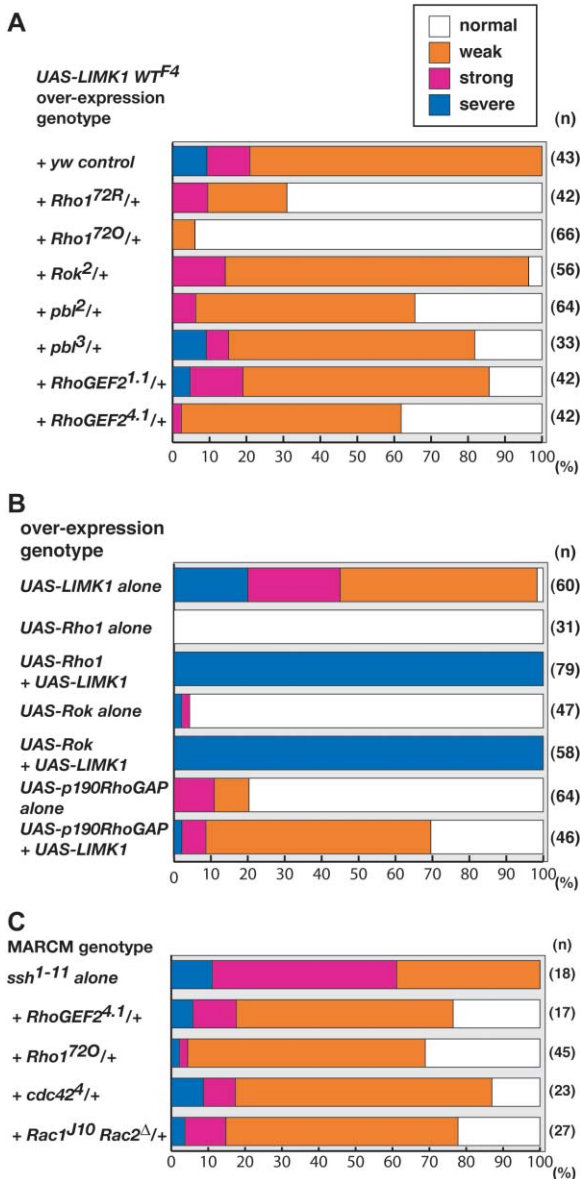 A
normal
weak
strong
severe
UAS-LIMK1 WT^F4
over-expression
genotype
(n)
+ yw control (43)
+ Rho1^72R/+ (42)
+ Rho1^72O/+ (66)
+ Rok^2/+ (56)
+ pbl^2/+ (64)
+ pbl^3/+ (33)
+ RhoGEF2^1.1/+ (42)
+ RhoGEF2^4.1/+ (42)
0 10 20 30 40 50 60 70 80 90 100 (%)
B
over-expression
genotype
(n)
UAS-LIMK1 alone (60)
UAS-Rho1 alone (31)
UAS-Rho1
+ UAS-LIMK1 (79)
UAS-Rok alone (47)
UAS-Rok
+ UAS-LIMK1 (58)
UAS-p190RhoGAP
alone (64)
UAS-p190RhoGAP
+ UAS-LIMK1 (46)
0 10 20 30 40 50 60 70 80 90 100 (%)
C
MARCM genotype (n)
ssh^1-11 alone (18)
+ RhoGEF2^4.1/+ (17)
+ Rho1^72O/+ (45)
+ cdc42^4/+ (23)
+ Rac1^J10 Rac2^Δ/+ (27)
0 10 20 30 40 50 60 70 80 90 100 (%)